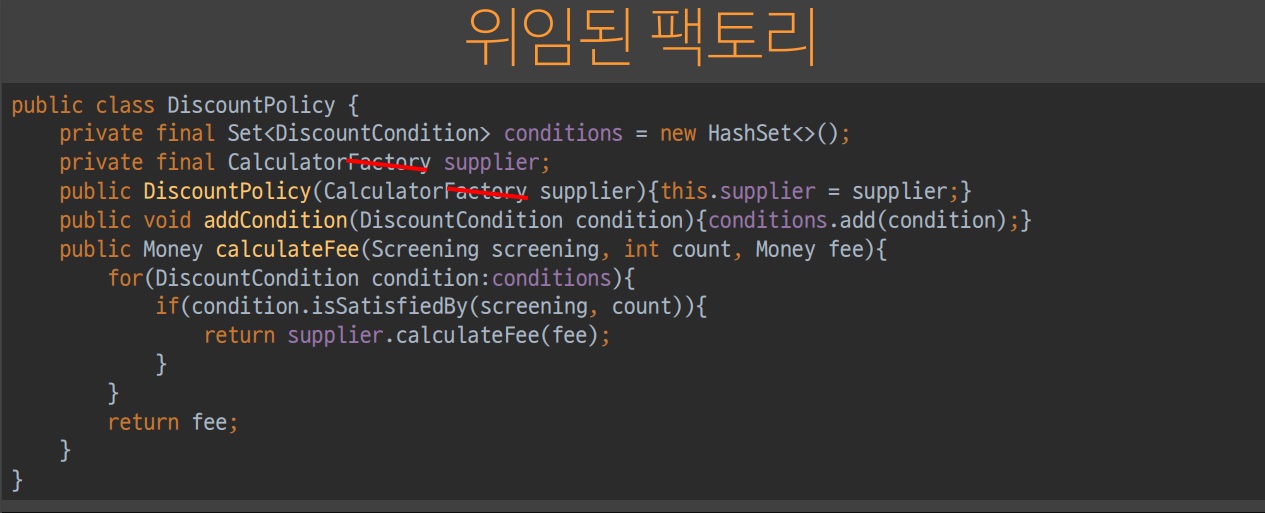 위임된 팩토리
public class DiscountPolicy {
    private final Set<DiscountCondition> conditions = new HashSet<>();
    private final CalculatorFactory supplier;
    public DiscountPolicy(CalculatorFactory supplier){this.supplier = supplier;}
    public void addCondition(DiscountCondition condition){conditions.add(condition);}
    public Money calculateFee(Screening screening, int count, Money fee){
        for(DiscountCondition condition:conditions){
            if(condition.isSatisfiedBy(screening, count)){
                return supplier.calculateFee(fee);
            }
        }
        return fee;
    }
}